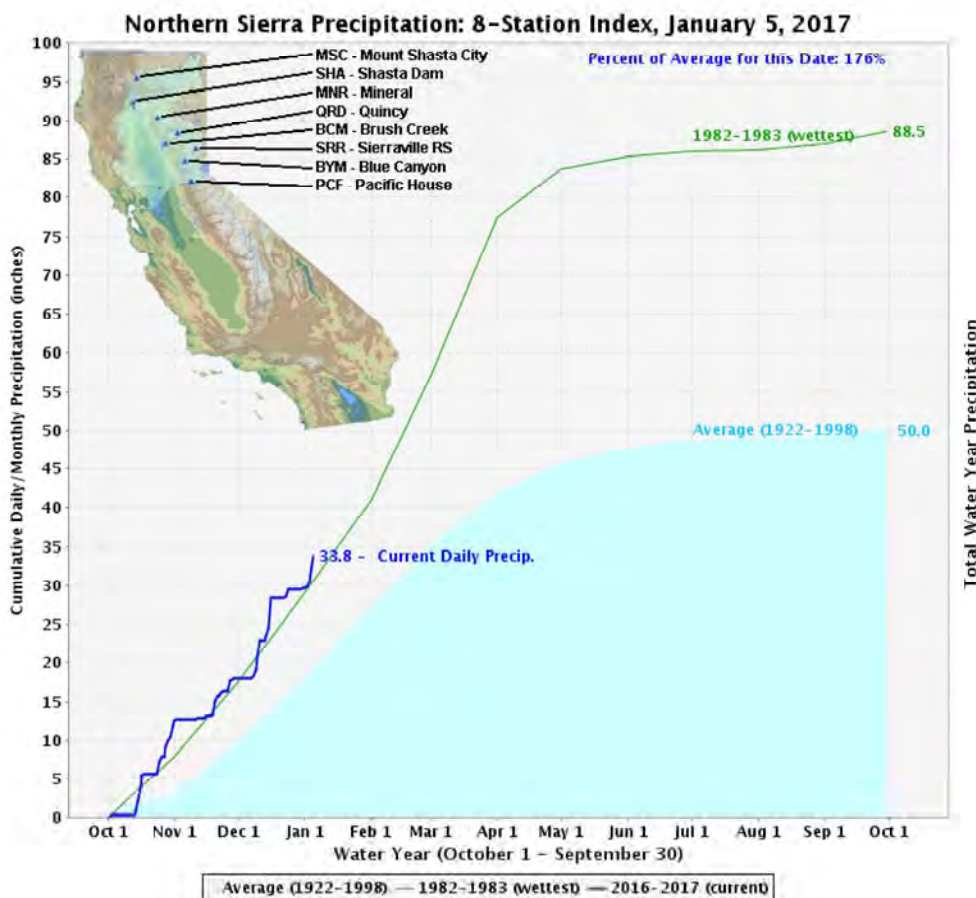 Northern Sierra Precipitation: 8-Station Index, January 5, 2017
Percent of Average for this Date: 176%
MSC - Mount Shasta City
SHA - Shasta Dam
MNR - Mineral
QRD - Quincy
BCM - Brush Creek
SRR - Sierraville RS
BYM - Blue Canyon
PCF - Pacific House
1982-1983 (wettest) 88.5
Average (1922-1998) 50.0
33.8 - Current Daily Precip.
Cumulative Daily/Monthly Precipitation (inches)
100
95
90
85
80
75
70
65
60
55
50
45
40
35
30
25
20
15
10
5
0
Total Water Year Precipitation
Oct 1 Nov 1 Dec 1 Jan 1 Feb 1 Mar 1 Apr 1 May 1 Jun 1 Jul 1 Aug 1 Sep 1 Oct 1
Water Year (October 1 - September 30)
Average (1922-1998) — 1982-1983 (wettest) — 2016-2017 (current)